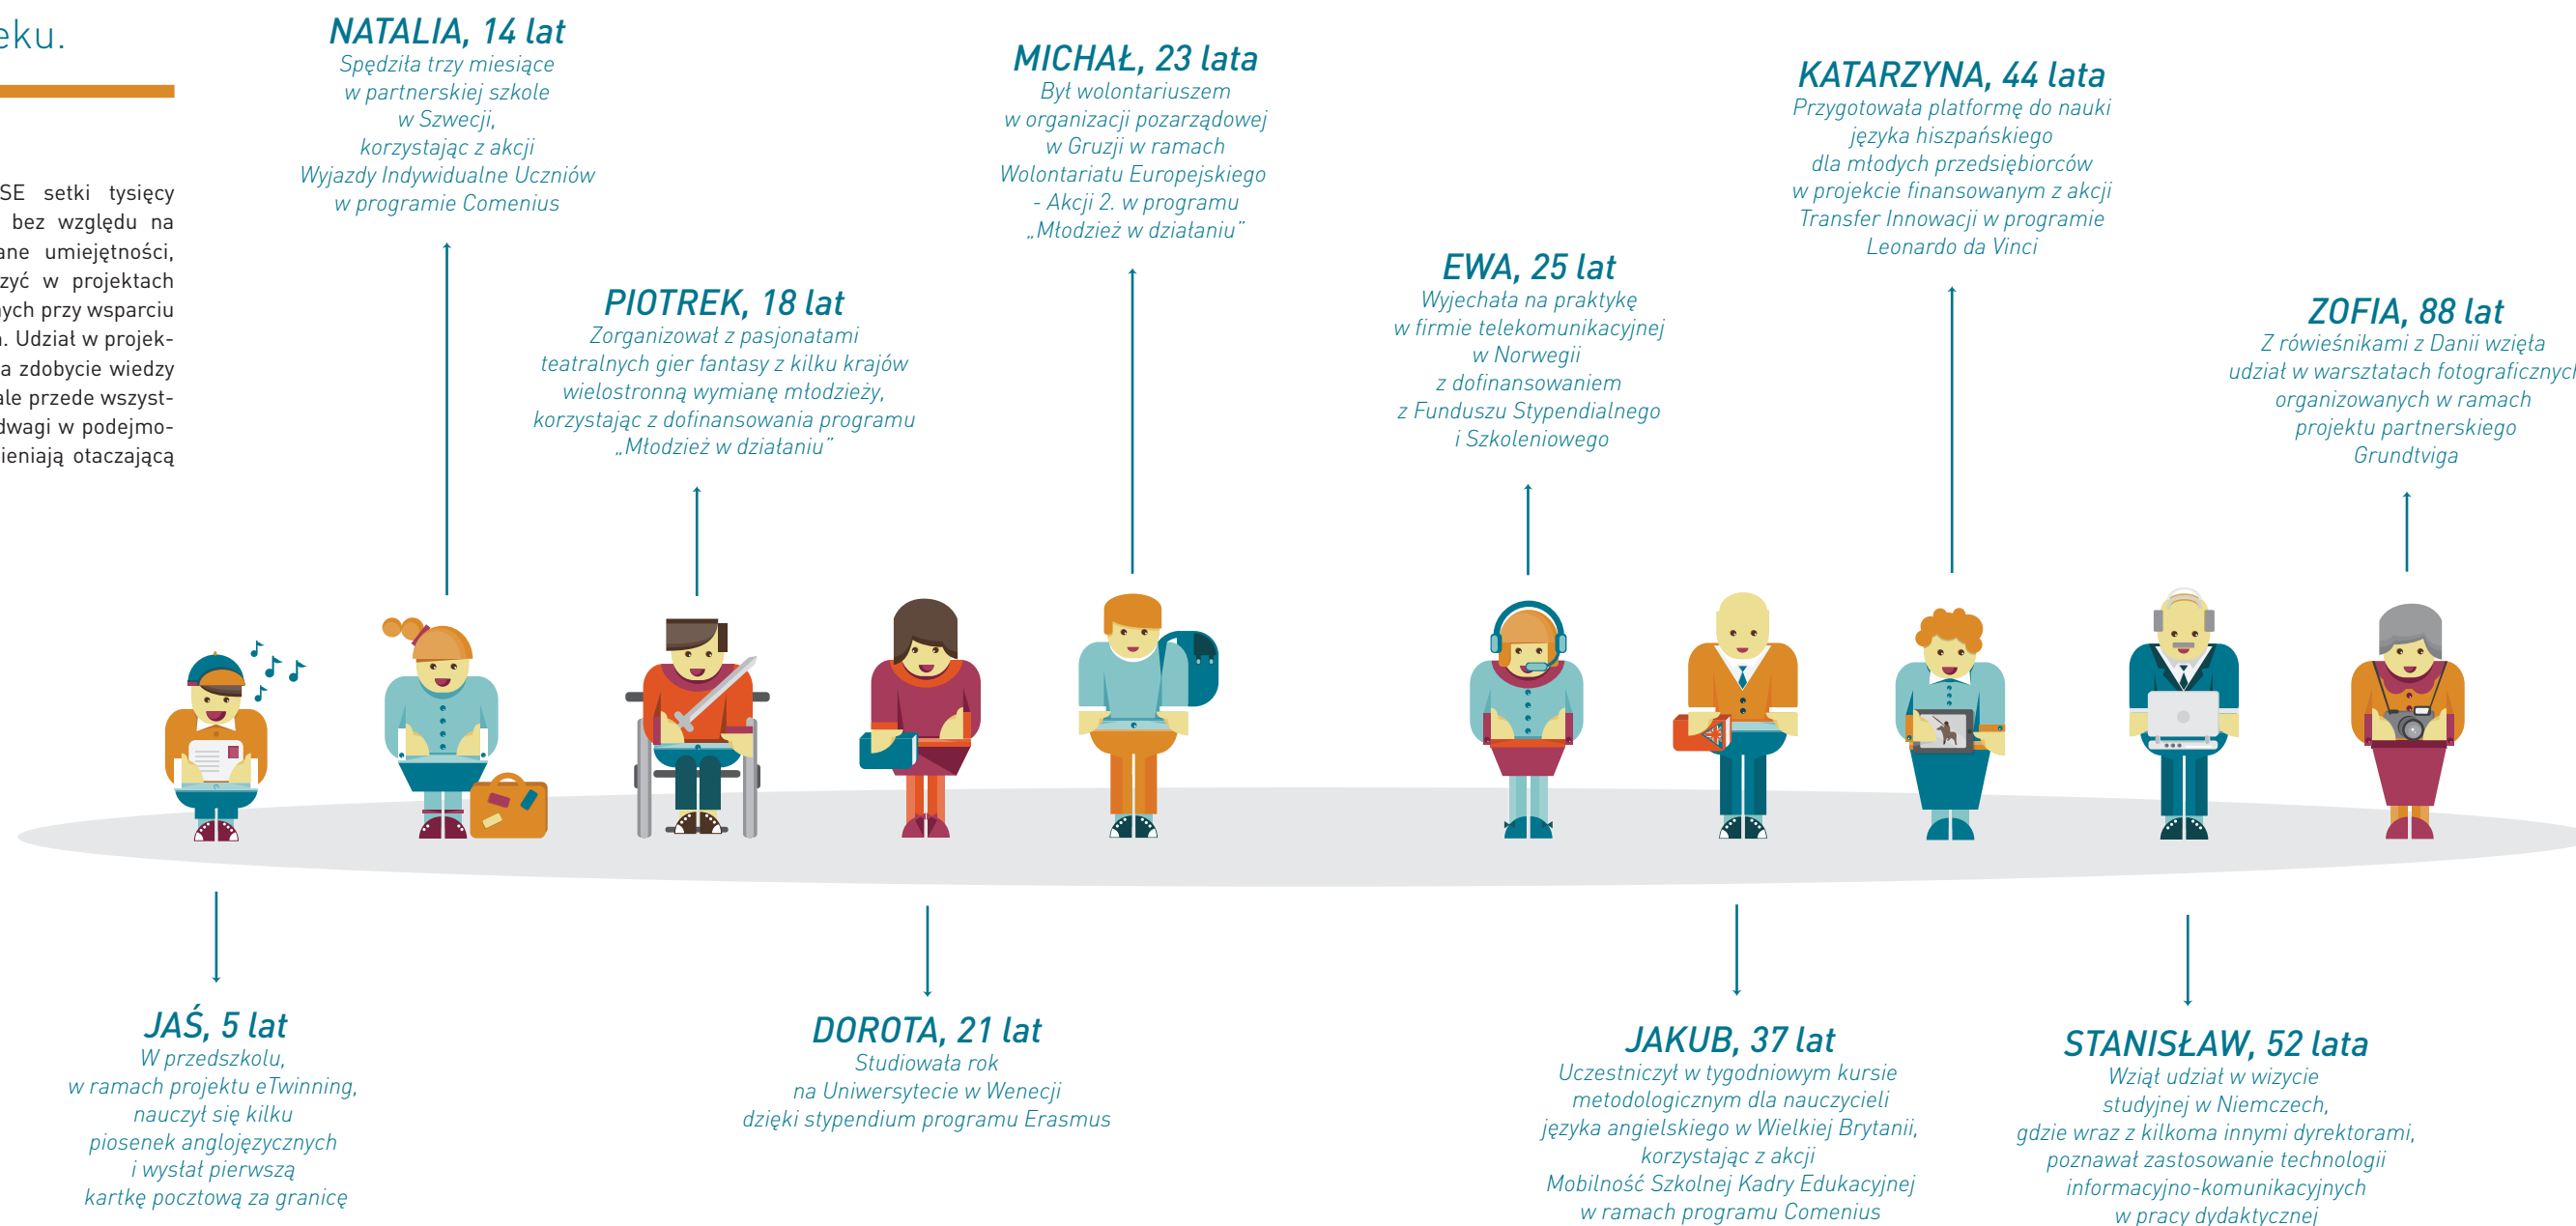 eku.
SE setki tysięcy
bez względu na
ane umiejętności,
zyć w projektach
nych przy wsparciu
. Udział w projek-
a zdobycie wiedzy
ale przede wszyst-
dwagi w podejmo-
ieniają otaczającą
NATALIA, 14 lat
Spędziła trzy miesiące
w partnerskiej szkole
w Szwecji,
korzystając z akcji
Wyjazdy Indywidualne Uczniów
w programie Comenius
PIOTREK, 18 lat
Zorganizował z pasjonatami
teatralnych gier fantasy z kilku krajów
wielostronną wymianę młodzieży,
korzystając z dofinansowania programu
„Młodzież w działaniu”
MICHAŁ, 23 lata
Był wolontariuszem
w organizacji pozarządowej
w Gruzji w ramach
Wolontariatu Europejskiego
- Akcji 2. w programu
„Młodzież w działaniu”
EWA, 25 lat
Wyjechała na praktykę
w firmie telekomunikacyjnej
w Norwegii
z dofinansowaniem
z Funduszu Stypendialnego
i Szkoleniowego
KATARZYNA, 44 lata
Przygotowała platformę do nauki
języka hiszpańskiego
dla młodych przedsiębiorców
w projekcie finansowanym z akcji
Transfer Innowacji w programie
Leonardo da Vinci
ZOFIA, 88 lat
Z rówieśnikami z Danii wzięła
udział w warsztatach fotograficznych
organizowanych w ramach
projektu partnerskiego
Grundtviga
JAŚ, 5 lat
W przedszkolu,
w ramach projektu eTwinning,
nauczył się kilku
piosenek anglojęzycznych
i wysłał pierwszą
kartkę pocztową za granicę
DOROTA, 21 lat
Studiowała rok
na Uniwersytecie w Wenecji
dzięki stypendium programu Erasmus
JAKUB, 37 lat
Uczestniczył w tygodniowym kursie
metodologicznym dla nauczycieli
języka angielskiego w Wielkiej Brytanii,
korzystając z akcji
Mobilność Szkolnej Kadry Edukacyjnej
w ramach programu Comenius
STANISŁAW, 52 lata
Wziął udział w wizycie
studyjnej w Niemczech,
gdzie wraz z kilkoma innymi dyrektorami,
poznawał zastosowanie technologii
informacyjno-komunikacyjnych
w pracy dydaktycznej